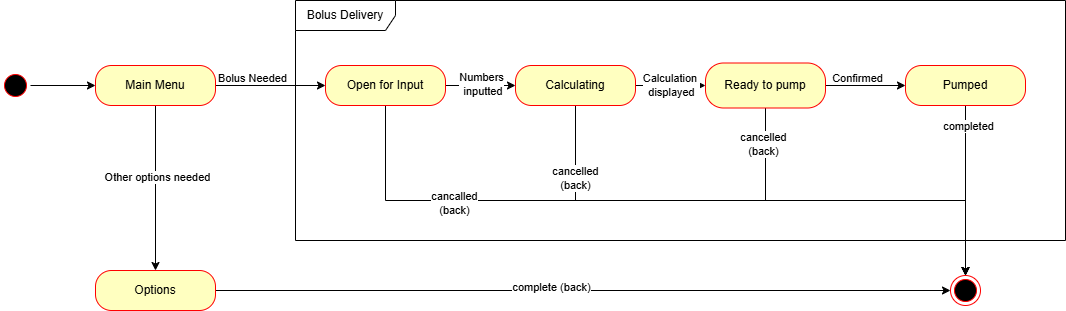 Bolus Delivery
Main Menu
Bolus Needed
Open for Input
Numbers
inputted
Calculating
Calculation
displayed
Ready to pump
Confirmed
Pumped
completed
cancelled
(back)
cancelled
(back)
Other options needed
cancalled
(back)
Options
complete (back)